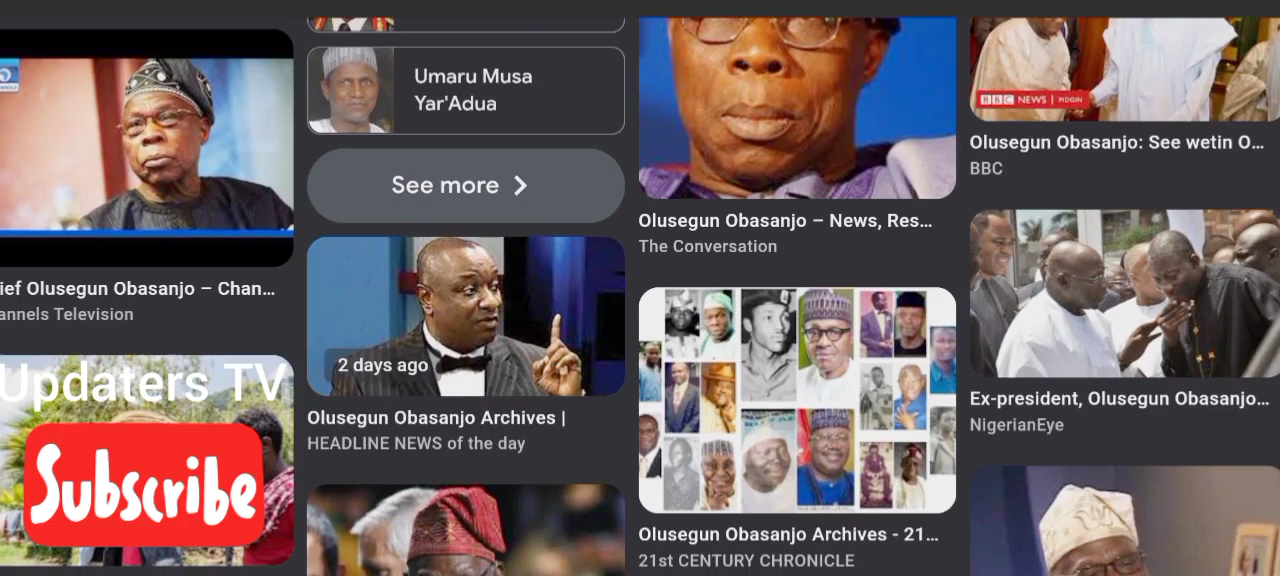 ief Olusegun Obasanjo – Chan...
annels Television
Updaters TV
Subscribe
Umaru Musa
Yar'Adua
See more
2 days ago
Olusegun Obasanjo Archives |
HEADLINE NEWS of the day
Olusegun Obasanjo – News, Res...
The Conversation
Olusegun Obasanjo Archives - 21...
21st CENTURY CHRONICLE
BBC NEWS | PIDGIN
Olusegun Obasanjo: See wetin O...
BBC
Ex-president, Olusegun Obasanjo...
NigerianEye